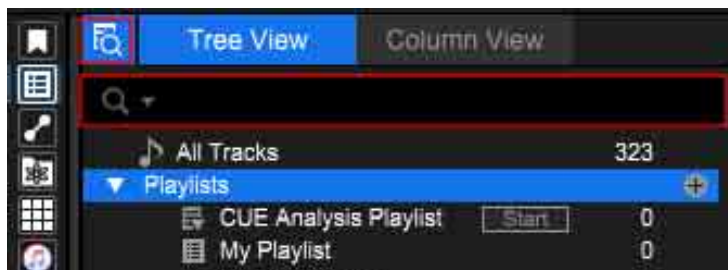 Tree View Column View
All Tracks 323
Playlists
CUE Analysis Playlist Start 0
My Playlist 0